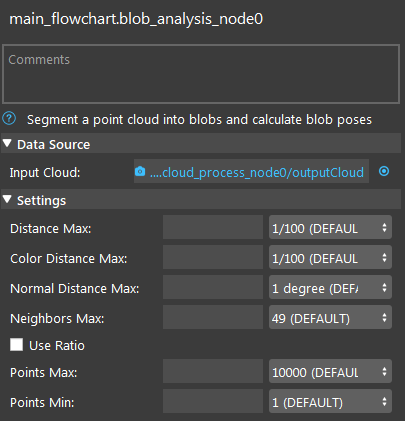 main_flowchart.blob_analysis_node0
Comments
Segment a point cloud into blobs and calculate blob poses
Data Source
Input Cloud: ....cloud_process_node0/outputCloud
Settings
Distance Max: 1/100 (DEFAUL
Color Distance Max: 1/100 (DEFAUL
Normal Distance Max: 1 degree (DEF
Neighbors Max: 49 (DEFAULT)
Use Ratio
Points Max: 10000 (DEFAUL
Points Min: 1 (DEFAULT)